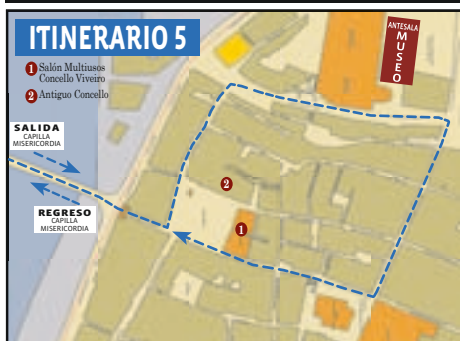 ITINERARIO 5
1 Salón Multiusos
Concello Viveiro
2 Antiguo Concello
ANTESALA
MUSEO
SALIDA
CAPILLA
MISERICORDIA
REGRESO
CAPILLA
MISERICORDIA
2
1